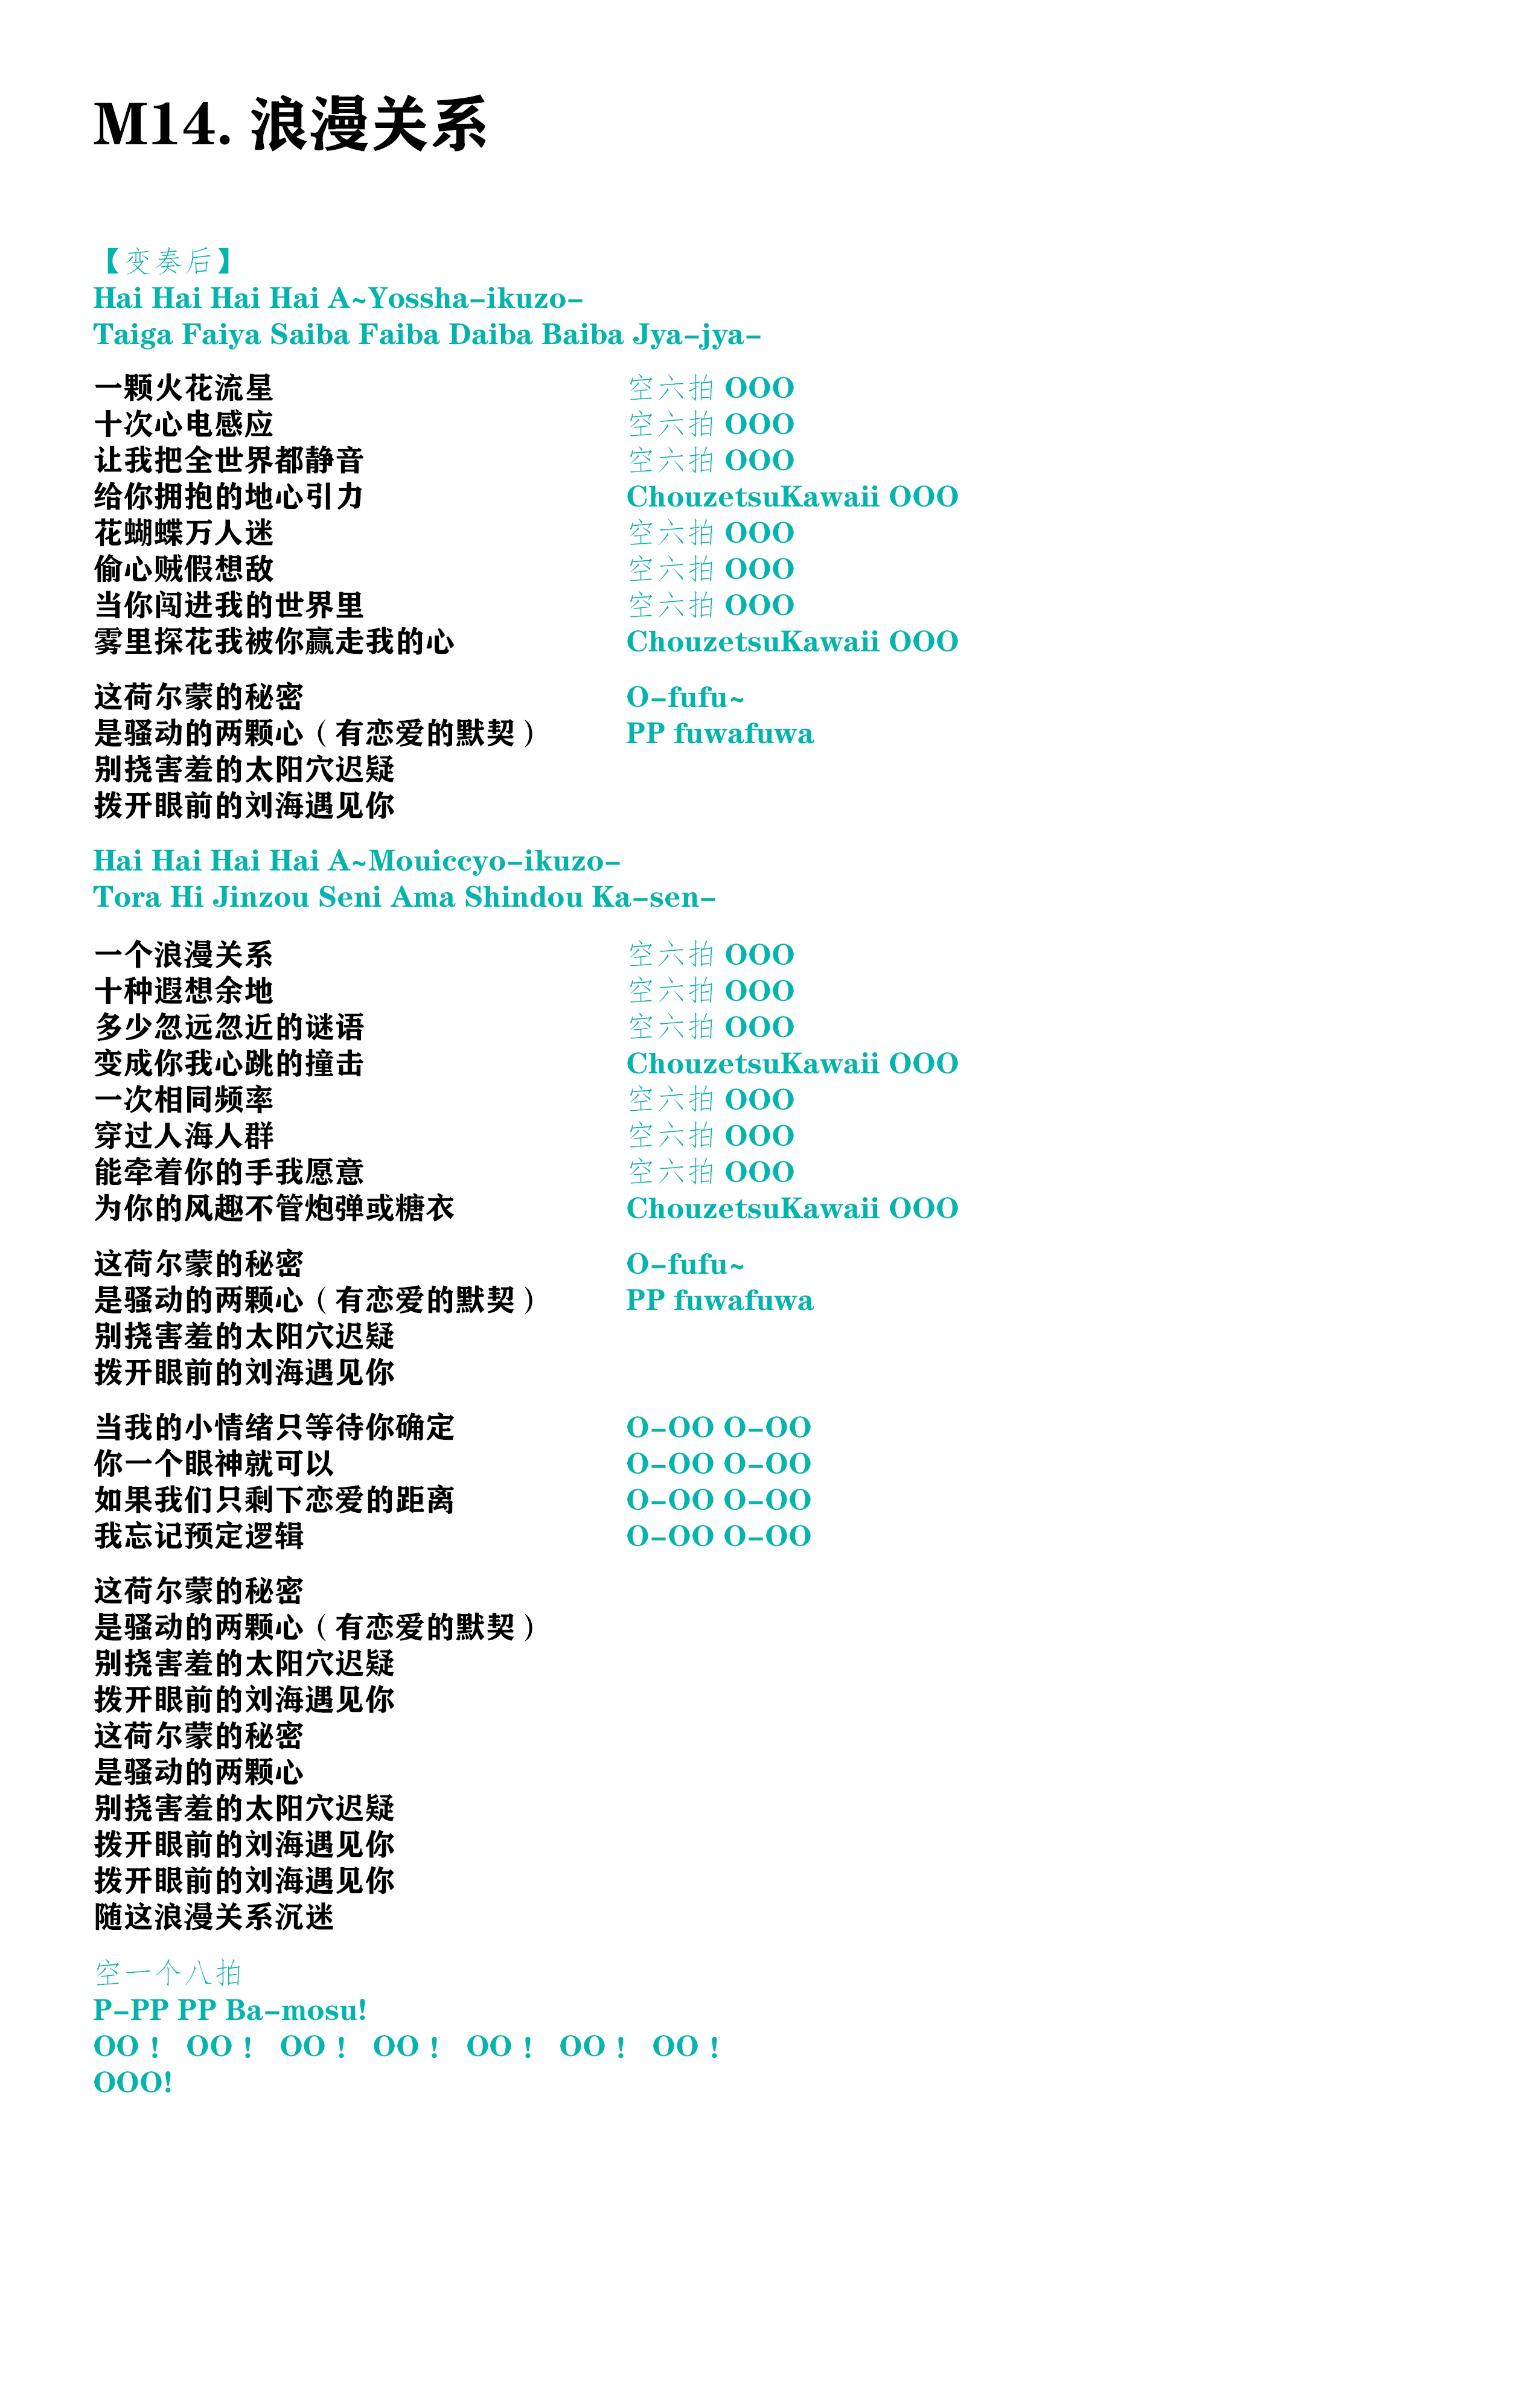 M14. 浪漫关系
【变奏后】
Hai Hai Hai Hai A~Yossha-ikuzo-
Taiga Faiya Saiba Faiba Daiba Baiba Jya-jya-
一颗火花流星 空六拍 OOO
十次心电感应 空六拍 OOO
让我把全世界都静音 空六拍 OOO
给你拥抱的地心引力 ChouzetsuKawaii OOO
花蝴蝶万人迷 空六拍 OOO
偷心贼假想敌 空六拍 OOO
当你闯进我的世界里 空六拍 OOO
雾里探花我被你赢走我的心 ChouzetsuKawaii OOO
这荷尔蒙的秘密 O-fufu~
是骚动的两颗心（有恋爱的默契） PP fuwafuwa
别挠害羞的太阳穴迟疑
拨开眼前的刘海遇见你
Hai Hai Hai Hai A~Mouiccyo-ikuzo-
Tora Hi Jinzou Seni Ama Shindou Ka-sen-
一个浪漫关系 空六拍 OOO
十种遐想余地 空六拍 OOO
多少忽远忽近的谜语 空六拍 OOO
变成你我心跳的撞击 ChouzetsuKawaii OOO
一次相同频率 空六拍 OOO
穿过人海人群 空六拍 OOO
能牵着你的手我愿意 空六拍 OOO
为你的风趣不管炮弹或糖衣 ChouzetsuKawaii OOO
这荷尔蒙的秘密 O-fufu~
是骚动的两颗心（有恋爱的默契） PP fuwafuwa
别挠害羞的太阳穴迟疑
拨开眼前的刘海遇见你
当我的小情绪只等待你确定 O-OO O-OO
你一个眼神就可以 O-OO O-OO
如果我们只剩下恋爱的距离 O-OO O-OO
我忘记预定逻辑 O-OO O-OO
这荷尔蒙的秘密
是骚动的两颗心（有恋爱的默契）
别挠害羞的太阳穴迟疑
拨开眼前的刘海遇见你
这荷尔蒙的秘密
是骚动的两颗心
别挠害羞的太阳穴迟疑
拨开眼前的刘海遇见你
拨开眼前的刘海遇见你
随这浪漫关系沉迷
空一个八拍
P-PP PP Ba-mosu!
OO！ OO！ OO！ OO！ OO！ OO！ OO！
OOO!